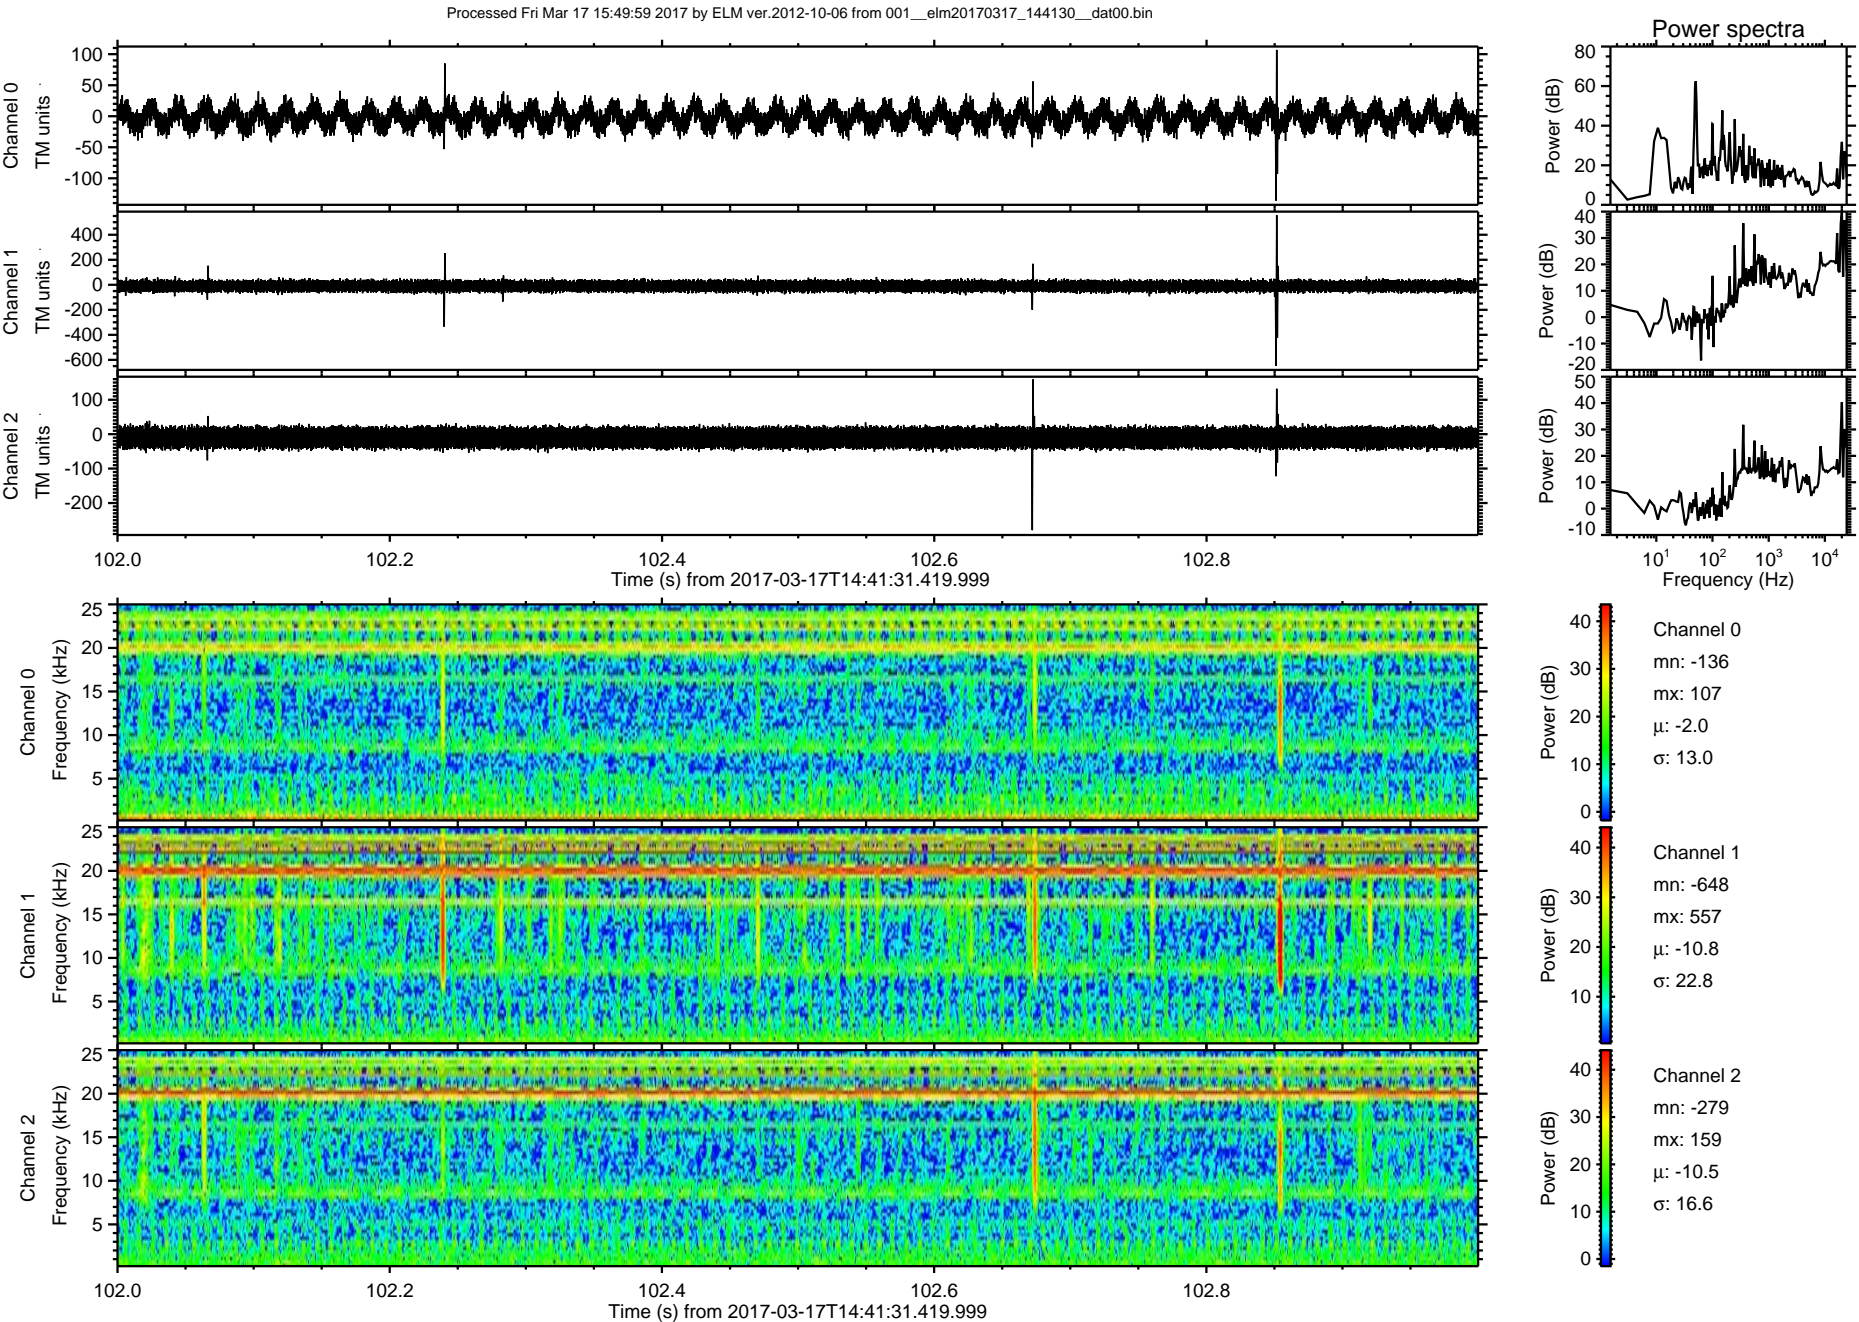 Processed Fri Mar 17 15:49:59 2017 by ELM ver.2012-10-06 from 001__elm20170317_144130__dat00.bin
Power spectra
Channel 0
TM units
100
50
0
-50
-100
Power (dB)
80
60
40
20
0
Channel 1
TM units
400
200
0
-200
-400
-600
Power (dB)
40
30
20
10
0
-10
-20
Channel 2
TM units
100
0
-100
-200
Power (dB)
50
40
30
20
10
0
-10
102.0 102.2 102.4 102.6 102.8
Time (s) from 2017-03-17T14:41:31.419.999
10¹ 10² 10³ 10⁴
Frequency (Hz)
Channel 0
Frequency (kHz)
25
20
15
10
5
Power (dB)
40
30
20
10
0
Channel 0
mn: -136
mx: 107
μ: -2.0
σ: 13.0
Channel 1
Frequency (kHz)
25
20
15
10
5
Power (dB)
40
30
20
10
Channel 1
mn: -648
mx: 557
μ: -10.8
σ: 22.8
Channel 2
Frequency (kHz)
25
20
15
10
5
Power (dB)
40
30
20
10
0
Channel 2
mn: -279
mx: 159
μ: -10.5
σ: 16.6
102.0 102.2 102.4 102.6 102.8
Time (s) from 2017-03-17T14:41:31.419.999